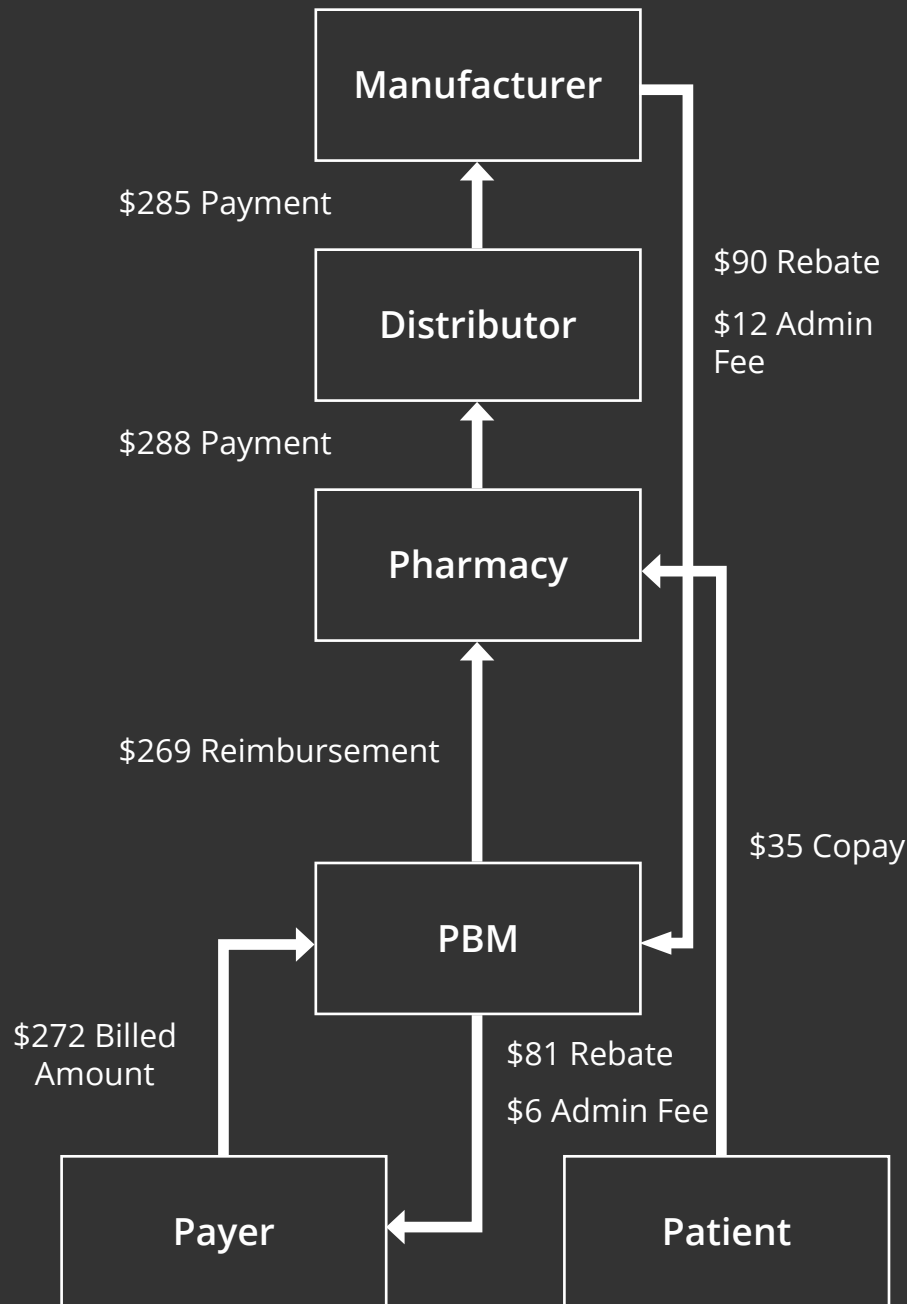 Manufacturer
$285 Payment
$90 Rebate
$12 Admin
Fee
Distributor
$288 Payment
Pharmacy
$269 Reimbursement
$35 Copay
PBM
$272 Billed
Amount
$81 Rebate
$6 Admin Fee
Payer
Patient